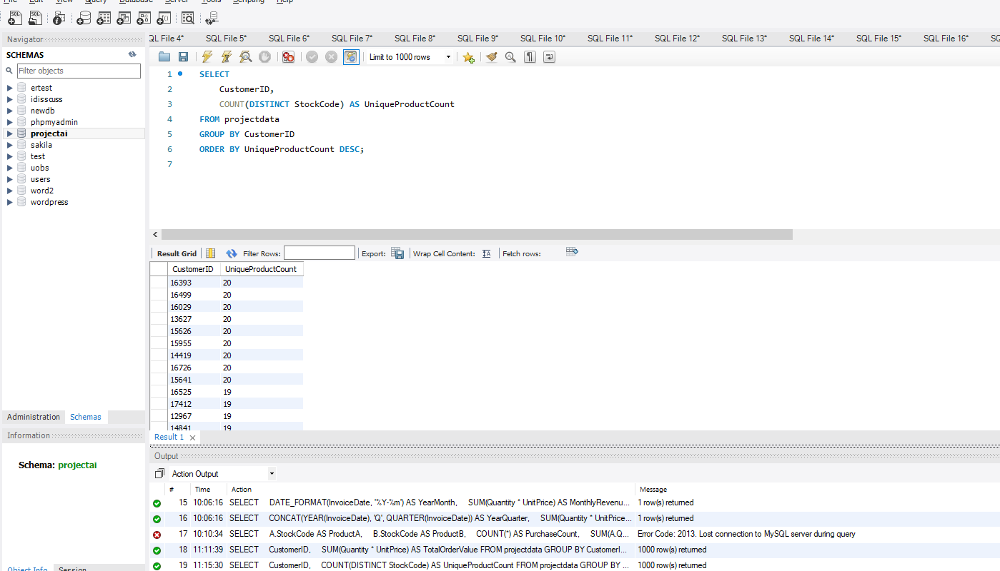 File Edit View Query Database Server Tools Scripting Help
Navigator
SCHEMAS
Filter objects
ertest
idiscuss
newdb
phpmyadmin
projectai
sakila
test
uobs
users
word2
wordpress
Administration Schemas
Information
Schema: projectai
Object Info Session
QL File 4* SQL File 5* SQL File 6* SQL File 7* SQL File 8* SQL File 9* SQL File 10* SQL File 11* SQL File 12* SQL File 13* SQL File 14* SQL File 15* SQL File 16* SC
Limit to 1000 rows
1 SELECT
2 CustomerID,
3 COUNT(DISTINCT StockCode) AS UniqueProductCount
4 FROM projectdata
5 GROUP BY CustomerID
6 ORDER BY UniqueProductCount DESC;
7
Result Grid Filter Rows: Export: Wrap Cell Content: Fetch rows:
CustomerID UniqueProductCount
16393 20
16499 20
16029 20
13627 20
15626 20
15955 20
14419 20
16726 20
15641 20
16525 19
17412 19
12967 19
14841 19
Result 1
Output
Action Output
# Time Action Message
15 10:06:16 SELECT DATE_FORMAT(InvoiceDate, '%Y-%m') AS YearMonth, SUM(Quantity * UnitPrice) AS MonthlyRevenu... 1 row(s) returned
16 10:06:16 SELECT CONCAT(YEAR(InvoiceDate), 'Q', QUARTER(InvoiceDate)) AS YearQuarter, SUM(Quantity * UnitPrice... 1 row(s) returned
17 10:10:34 SELECT A.StockCode AS ProductA, B.StockCode AS ProductB, COUNT(*) AS PurchaseCount, SUM(A.Q... Error Code: 2013. Lost connection to MySQL server during query
18 11:11:39 SELECT CustomerID, SUM(Quantity * UnitPrice) AS TotalOrderValue FROM projectdata GROUP BY CustomerI... 1000 row(s) returned
19 11:15:30 SELECT CustomerID, COUNT(DISTINCT StockCode) AS UniqueProductCount FROM projectdata GROUP BY ... 1000 row(s) returned